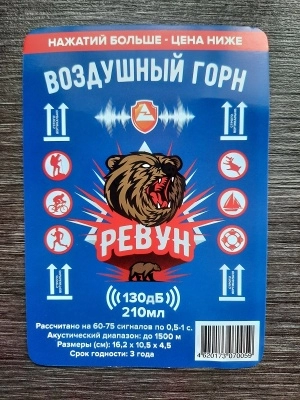 НАЖАТИЙ БОЛЬШЕ - ЦЕНА НИЖЕ
ВОЗДУШНЫЙ ГОРН
РЕВУН
130дБ
210мл
Рассчитано на 60-75 сигналов по 0,5-1 с.
Акустический диапазон: до 1500 м
Размеры (см): 16,2 х 10,5 х 4,5
Срок годности: 3 года
4620173070059